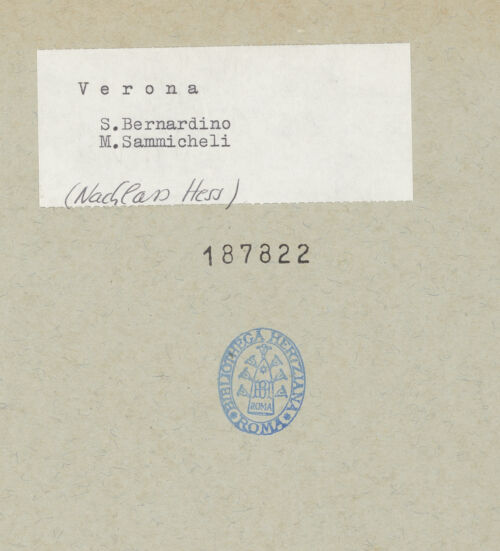 Verona
S.Bernardino
M.Sammicheli
(Nachlass Hess)
187822
BIBLIOTHECA HERTZIANA
ROMA
ROMA